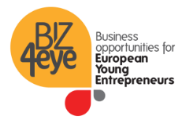 BIZ
4eye
Business
opportunities for
European
Young
Entrepreneurs